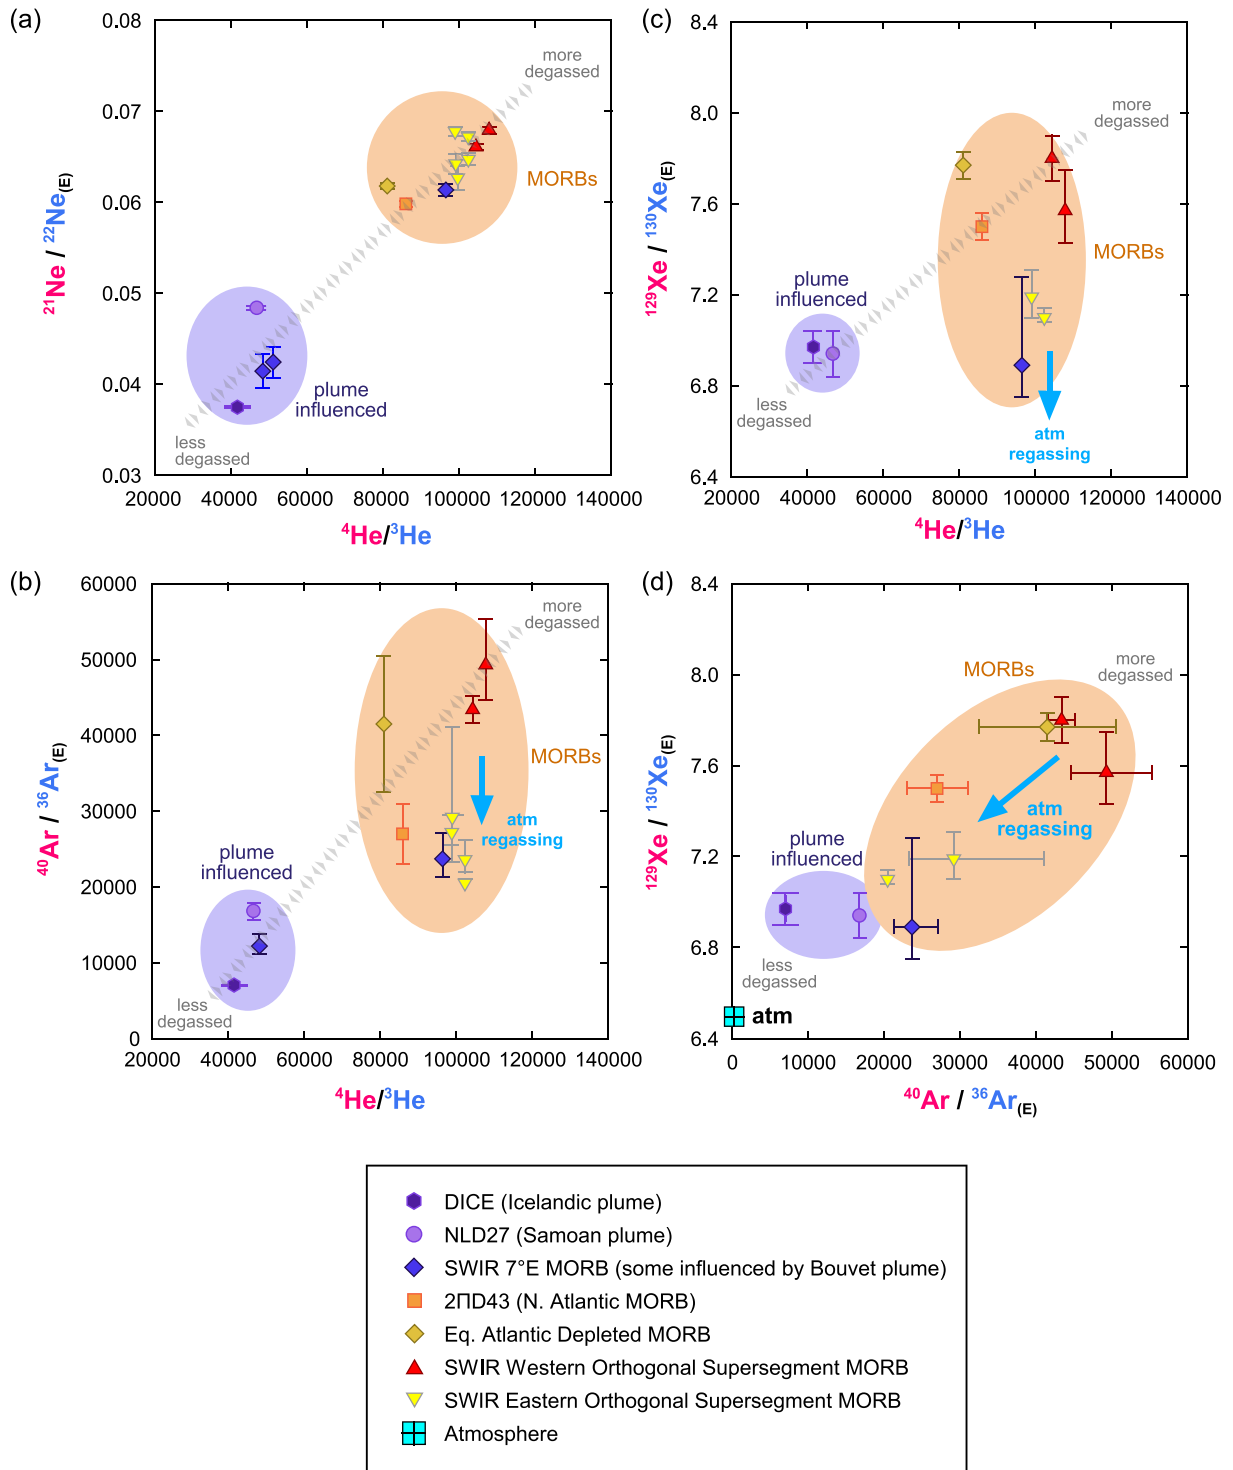 (a)
0.08
0.07
0.06
0.05
0.04
0.03
²¹Ne / ²²Ne(E)
more
degassed
MORBs
plume
influenced
less
degassed
20000 40000 60000 80000 100000 120000 140000
⁴He/³He
(c)
8.4
8.0
7.6
7.2
6.8
6.4
¹²⁹Xe / ¹³⁰Xe(E)
more
degassed
MORBs
plume
influenced
less
degassed
atm
regassing
20000 40000 60000 80000 100000 120000 140000
⁴He/³He
(b)
60000
50000
40000
30000
20000
10000
0
⁴⁰Ar / ³⁶Ar(E)
more
degassed
MORBs
atm
regassing
plume
influenced
less
degassed
20000 40000 60000 80000 100000 120000 140000
⁴He/³He
(d)
8.4
8.0
7.6
7.2
6.8
6.4
¹²⁹Xe / ¹³⁰Xe(E)
MORBs
more
degassed
atm
regassing
plume
influenced
less
degassed
atm
0 10000 20000 30000 40000 50000 60000
⁴⁰Ar / ³⁶Ar(E)
DICE (Icelandic plume)
NLD27 (Samoan plume)
SWIR 7°E MORB (some influenced by Bouvet plume)
2ΠD43 (N. Atlantic MORB)
Eq. Atlantic Depleted MORB
SWIR Western Orthogonal Supersegment MORB
SWIR Eastern Orthogonal Supersegment MORB
Atmosphere